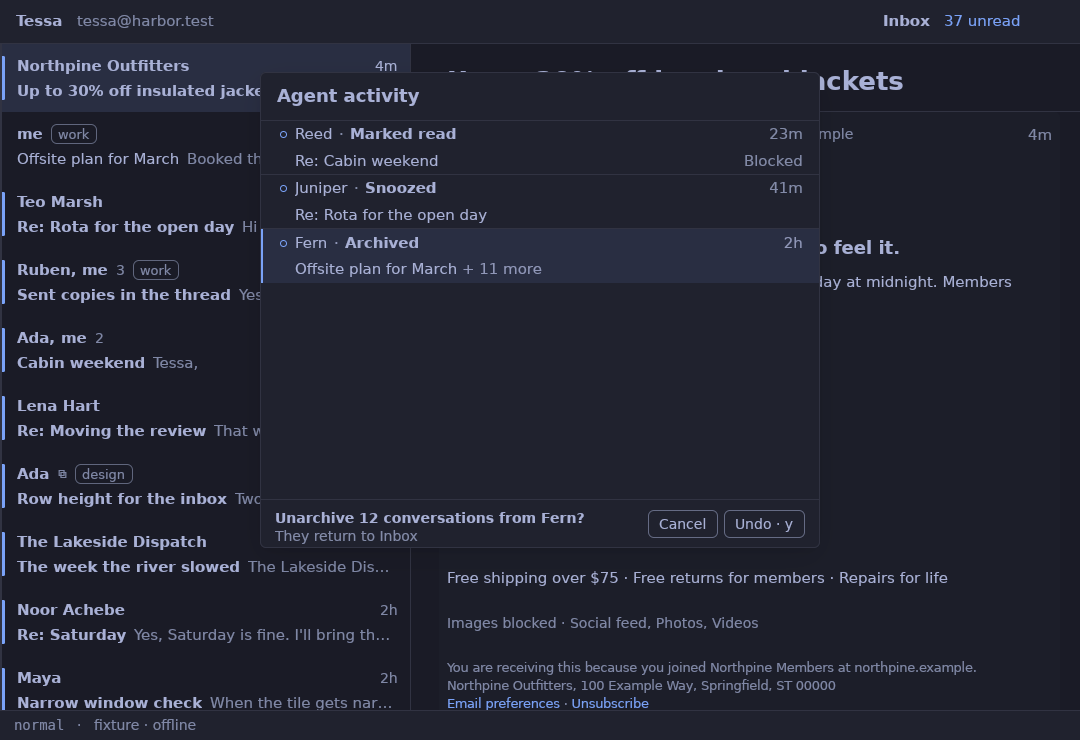 Tessa tessa@harbor.test Inbox 37 unread
Northpine Outfitters 4m
Up to 30% off insulated jacke
ckets
me work
Offsite plan for March Booked th
mple 4m
Teo Marsh
Re: Rota for the open day Hi
Ruben, me 3 work
Sent copies in the thread Yes
feel it.
day at midnight. Members
Ada, me 2
Cabin weekend Tessa,
Lena Hart
Re: Moving the review That w
Ada design
Row height for the inbox Two
The Lakeside Dispatch
The week the river slowed The Lakeside Dis...
Noor Achebe 2h
Re: Saturday Yes, Saturday is fine. I'll bring th...
Maya 2h
Narrow window check When the tile gets nar...
Agent activity
Reed · Marked read 23m
Re: Cabin weekend Blocked
Juniper · Snoozed 41m
Re: Rota for the open day
Fern · Archived 2h
Offsite plan for March + 11 more
Unarchive 12 conversations from Fern?
They return to Inbox
Cancel Undo · y
Free shipping over $75 · Free returns for members · Repairs for life
Images blocked · Social feed, Photos, Videos
You are receiving this because you joined Northpine Members at northpine.example.
Northpine Outfitters, 100 Example Way, Springfield, ST 00000
Email preferences · Unsubscribe
normal · fixture · offline